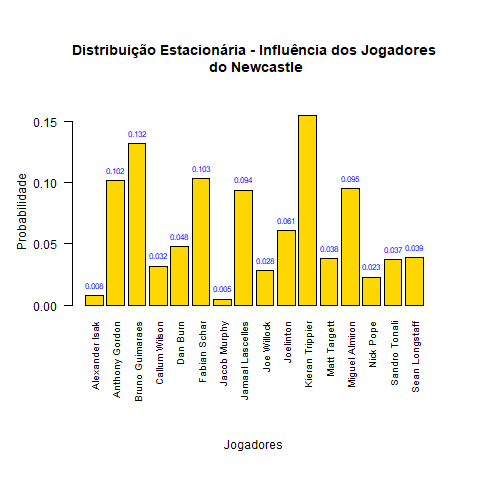 Distribuição Estacionária - Influência dos Jogadores
do Newcastle
Probabilidade
0.15
0.10
0.05
0.00
0.008
0.102
0.132
0.032
0.048
0.103
0.005
0.094
0.028
0.061
0.038
0.095
0.023
0.037
0.039
Alexander Isak
Anthony Gordon
Bruno Guimaraes
Callum Wilson
Dan Burn
Fabian Schar
Jacob Murphy
Jamaal Lascelles
Joe Willock
Joelinton
Kieran Trippier
Matt Targett
Miguel Almiron
Nick Pope
Sandro Tonali
Sean Longstaff
Jogadores